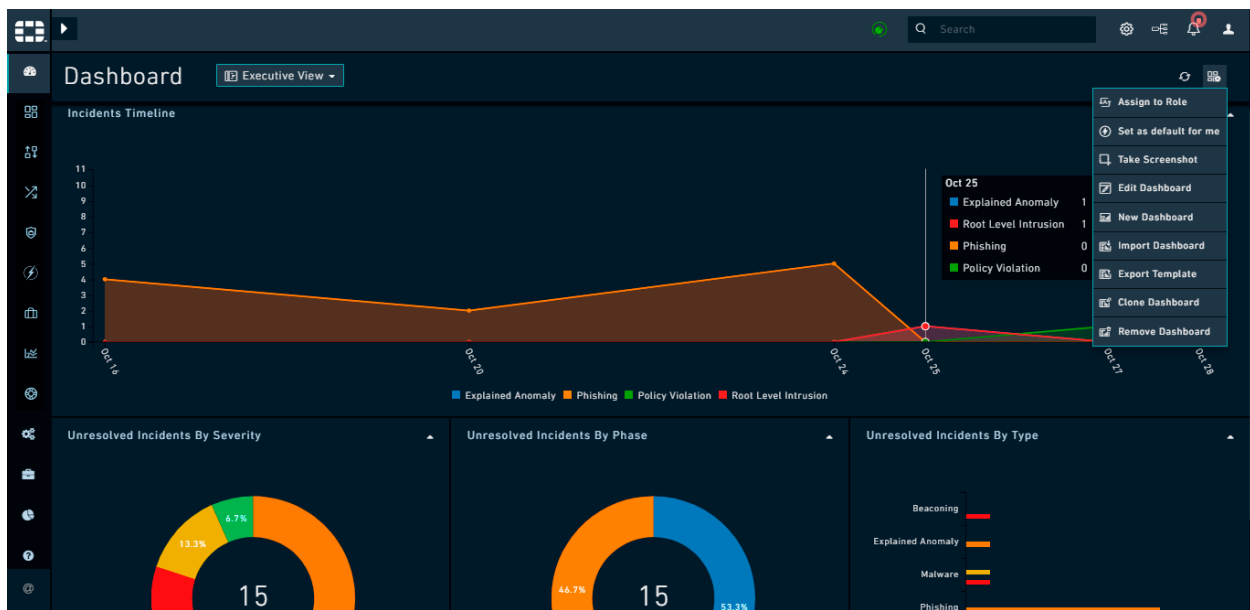 Search
Dashboard
Executive View
Assign to Role
Set as default for me
Take Screenshot
Edit Dashboard
New Dashboard
Import Dashboard
Export Template
Clone Dashboard
Remove Dashboard
Incidents Timeline
11
10
9
8
7
6
5
4
3
2
1
0
Oct 25
Explained Anomaly 1
Root Level Intrusion 1
Phishing 0
Policy Violation 0
Oct 16
Oct 20
Oct 24
Oct 25
Oct 27
Oct 28
Explained Anomaly Phishing Policy Violation Root Level Intrusion
Unresolved Incidents By Severity
6.7%
13.3%
15
Unresolved Incidents By Phase
46.7%
15
53.3%
Unresolved Incidents By Type
Beaconing
Explained Anomaly
Malware
Phishing
@